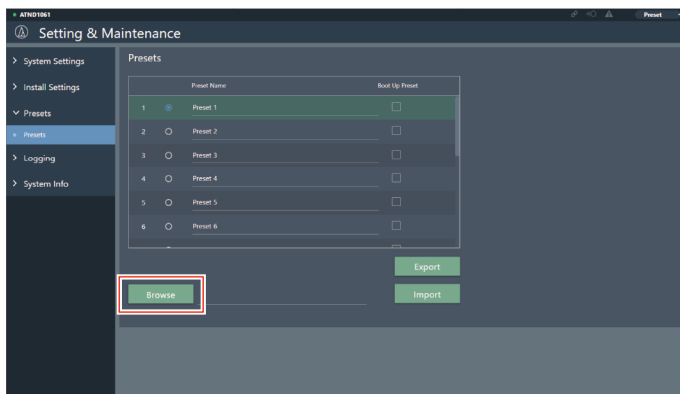 ATND1061
Preset
Setting & Maintenance
System Settings
Install Settings
Presets
Presets
Logging
System Info
Presets
Preset Name Boot Up Preset
1 Preset 1
2 Preset 2
3 Preset 3
4 Preset 4
5 Preset 5
6 Preset 6
Export
Browse
Import